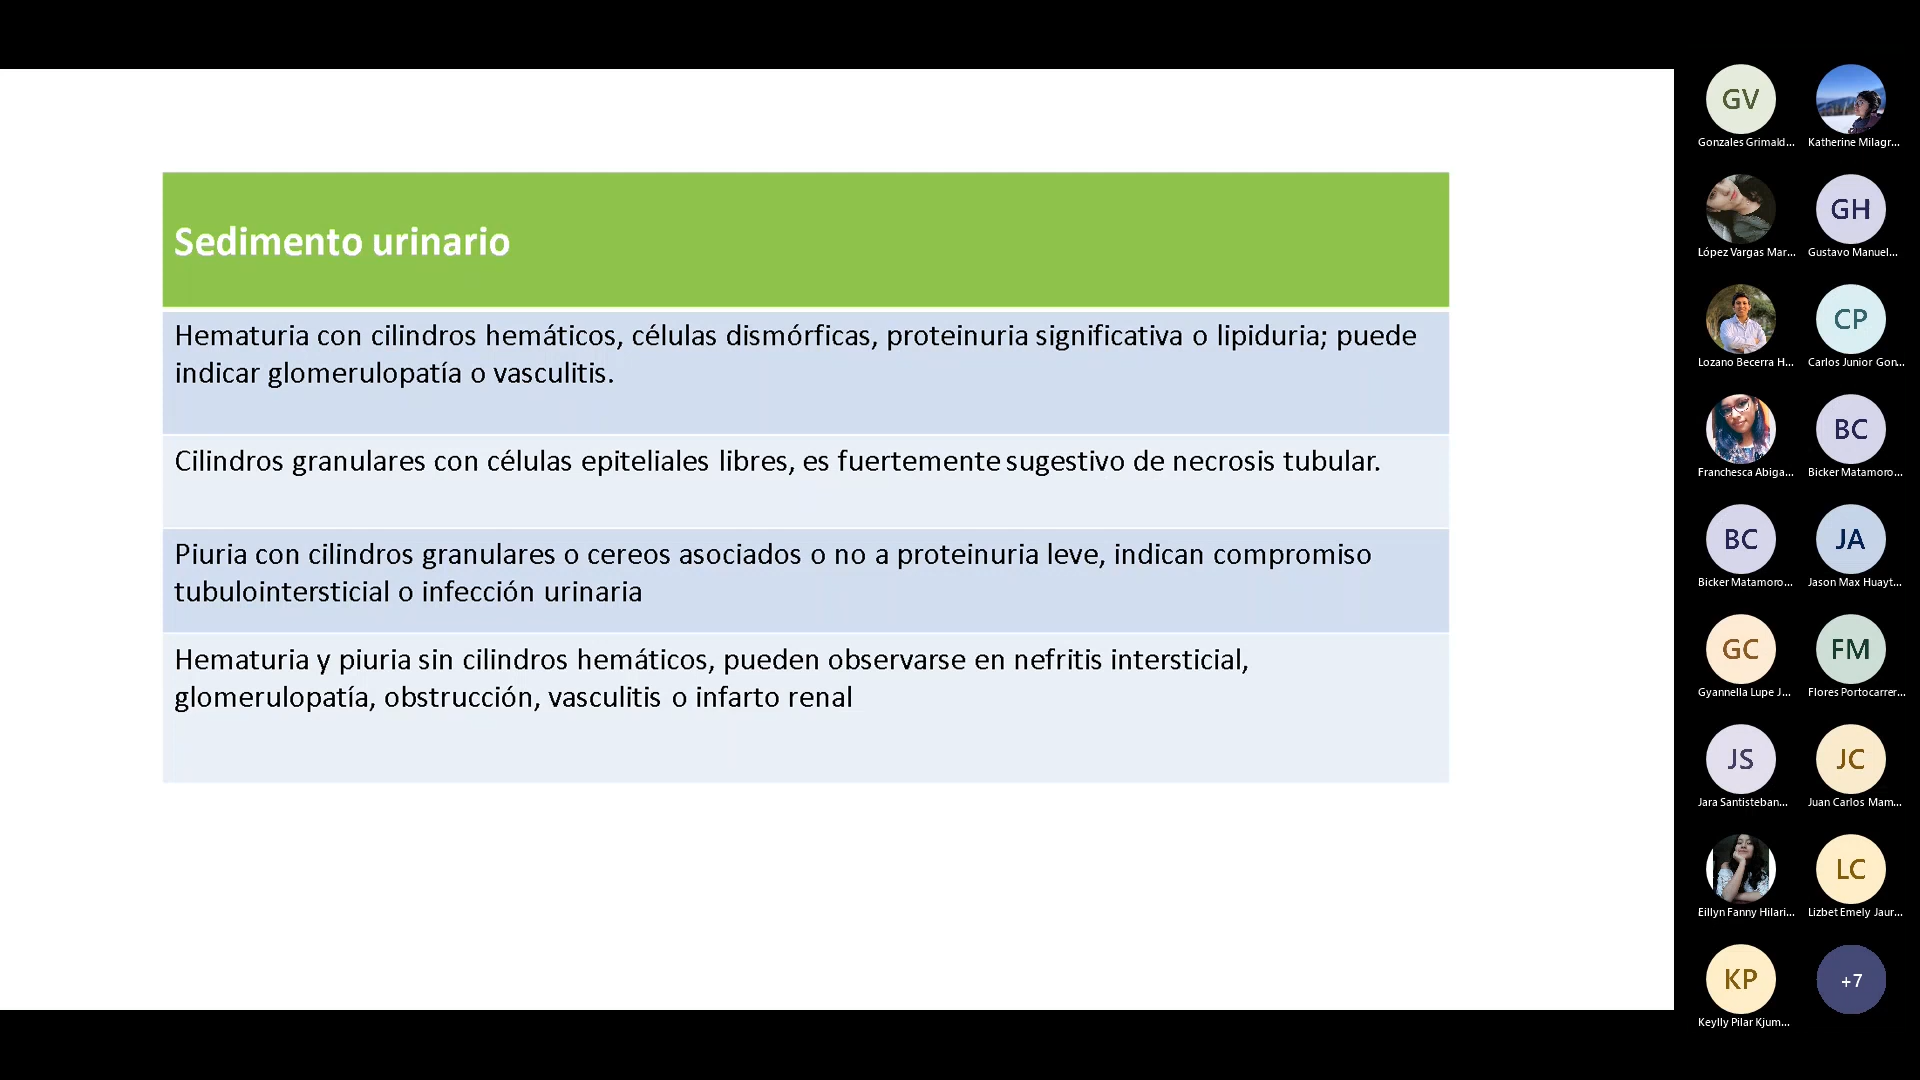 Sedimento urinario
Hematuria con cilindros hemáticos, células dismórficas, proteinuria significativa o lipiduria; puede
indicar glomerulopatía o vasculitis.
Cilindros granulares con células epiteliales libres, es fuertemente sugestivo de necrosis tubular.
Piuria con cilindros granulares o cereos asociados o no a proteinuria leve, indican compromiso
tubulointersticial o infección urinaria
Hematuria y piuria sin cilindros hemáticos, pueden observarse en nefritis intersticial,
glomerulopatía, obstrucción, vasculitis o infarto renal
GV
Gonzales Grimald...
Katherine Milagr...
López Vargas Mar...
GH
Gustavo Manuel...
Lozano Becerra H...
CP
Carlos Junior Gon...
Franchesca Abiga...
BC
Bicker Matamoro...
BC
Bicker Matamoro...
JA
Jason Max Huayt...
GC
Gyannella Lupe J...
FM
Flores Portocarrer...
JS
Jara Santisteban...
JC
Juan Carlos Mam...
Eillyn Fanny Hilari...
LC
Lizbet Emely Jaur...
KP
Keylly Pilar Kjum...
+7